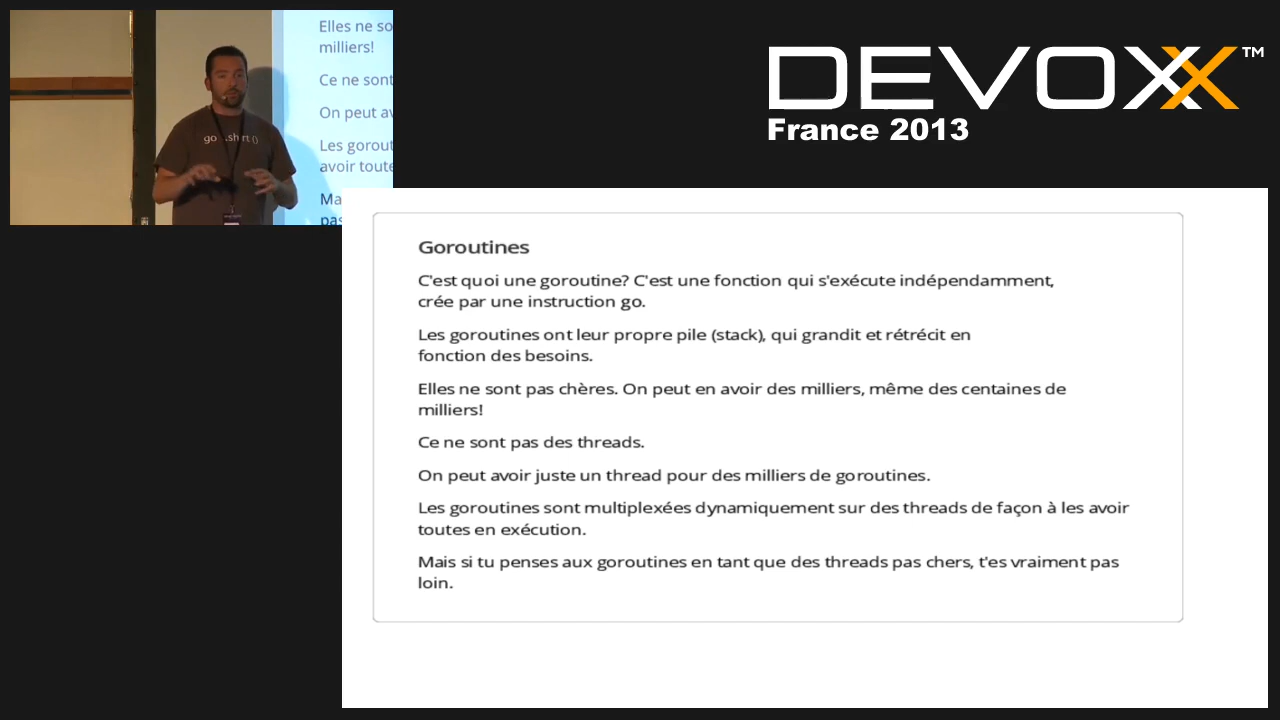 Elles ne so
milliers!
Ce ne sont
On peut av
Les gorout
avoir toute
Ma
pas
go .sh rt ()
DEVOXX™
France 2013
Goroutines
C'est quoi une goroutine? C'est une fonction qui s'exécute indépendamment,
crée par une instruction go.
Les goroutines ont leur propre pile (stack), qui grandit et rétrécit en
fonction des besoins.
Elles ne sont pas chères. On peut en avoir des milliers, même des centaines de
milliers!
Ce ne sont pas des threads.
On peut avoir juste un thread pour des milliers de goroutines.
Les goroutines sont multiplexées dynamiquement sur des threads de façon à les avoir
toutes en exécution.
Mais si tu penses aux goroutines en tant que des threads pas chers, t'es vraiment pas
loin.